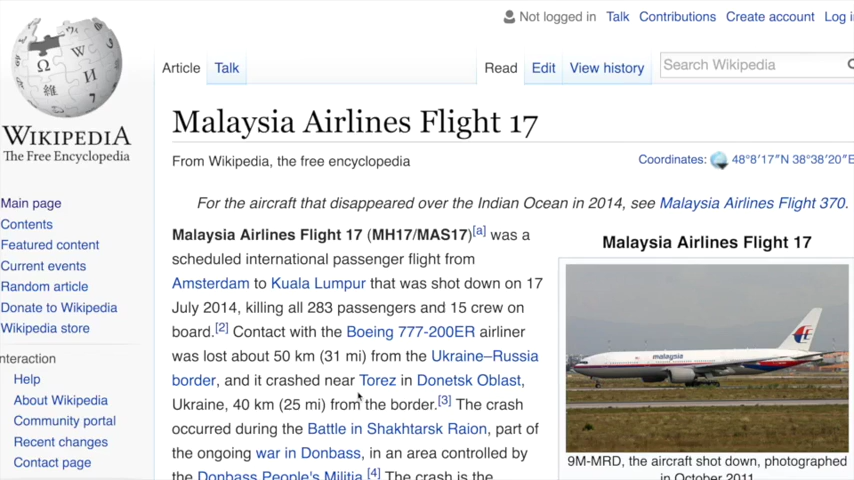 Not logged in Talk Contributions Create account Log i
Article Talk Read Edit View history Search Wikipedia
WIKIPEDIA
The Free Encyclopedia
Main page
Contents
Featured content
Current events
Random article
Donate to Wikipedia
Wikipedia store
nteraction
Help
About Wikipedia
Community portal
Recent changes
Contact page
Malaysia Airlines Flight 17
From Wikipedia, the free encyclopedia
Coordinates: 48°8′17″N 38°38′20″E
For the aircraft that disappeared over the Indian Ocean in 2014, see Malaysia Airlines Flight 370.
Malaysia Airlines Flight 17 (MH17/MAS17)[a] was a
scheduled international passenger flight from
Amsterdam to Kuala Lumpur that was shot down on 17
July 2014, killing all 283 passengers and 15 crew on
board.[2] Contact with the Boeing 777-200ER airliner
was lost about 50 km (31 mi) from the Ukraine–Russia
border, and it crashed near Torez in Donetsk Oblast,
Ukraine, 40 km (25 mi) from the border.[3] The crash
occurred during the Battle in Shakhtarsk Raion, part of
the ongoing war in Donbass, in an area controlled by
the Donbass People's Militia.[4] The crash is the
Malaysia Airlines Flight 17
malaysia
9M-MRD, the aircraft shot down, photographed
in October 2011